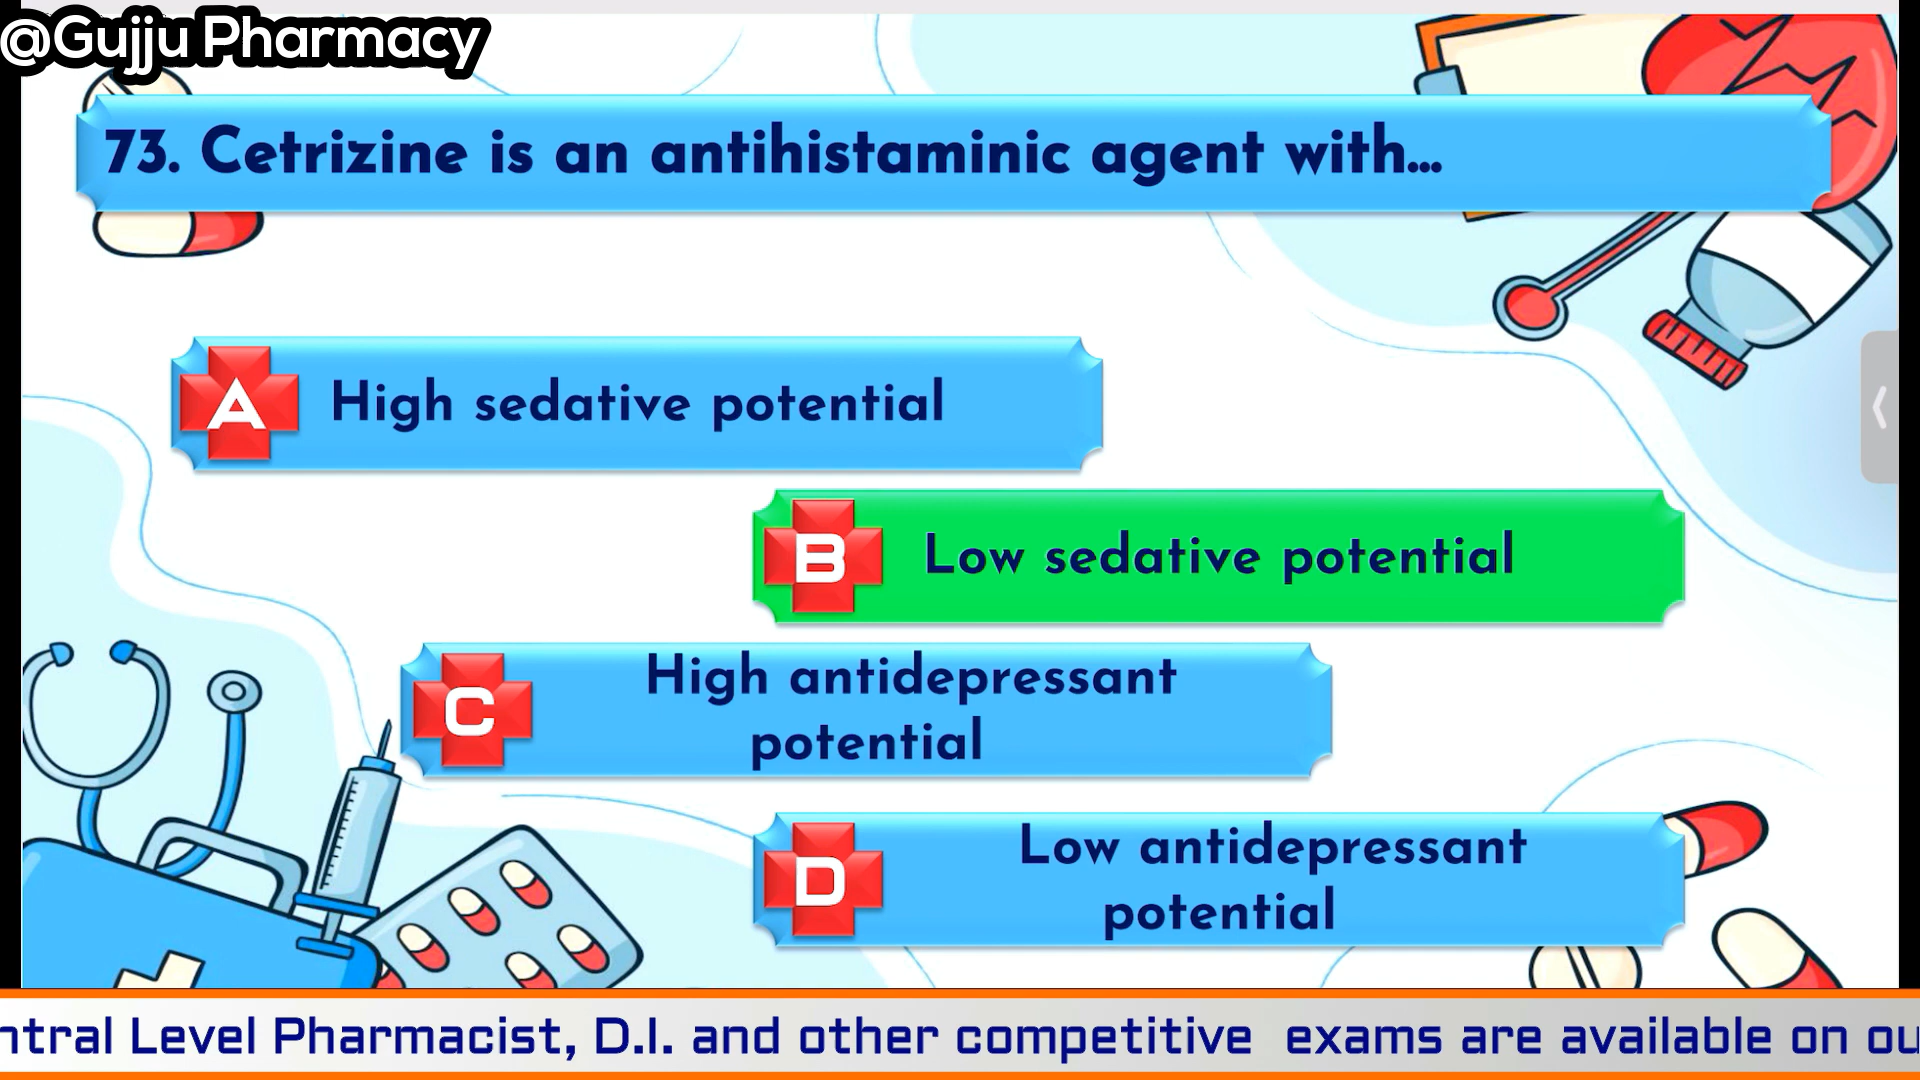 @Gujju Pharmacy
73. Cetrizine is an antihistaminic agent with...
A High sedative potential
B Low sedative potential
C High antidepressant
potential
D Low antidepressant
potential
ntral Level Pharmacist, D.I. and other competitive exams are available on ou